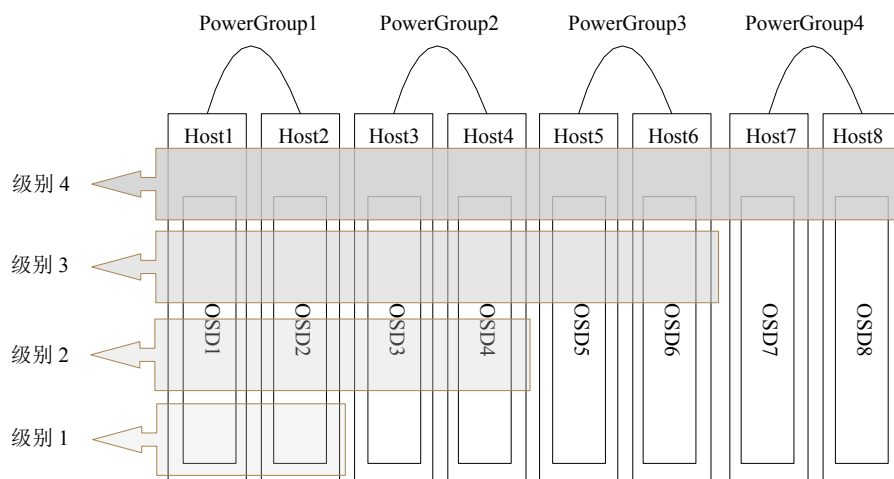 PowerGroup1 PowerGroup2 PowerGroup3 PowerGroup4
Host1 Host2 Host3 Host4 Host5 Host6 Host7 Host8
级别 4
级别 3
OSD1 OSD2 OSD3 OSD4 OSD5 OSD6 OSD7 OSD8
级别 2
级别 1